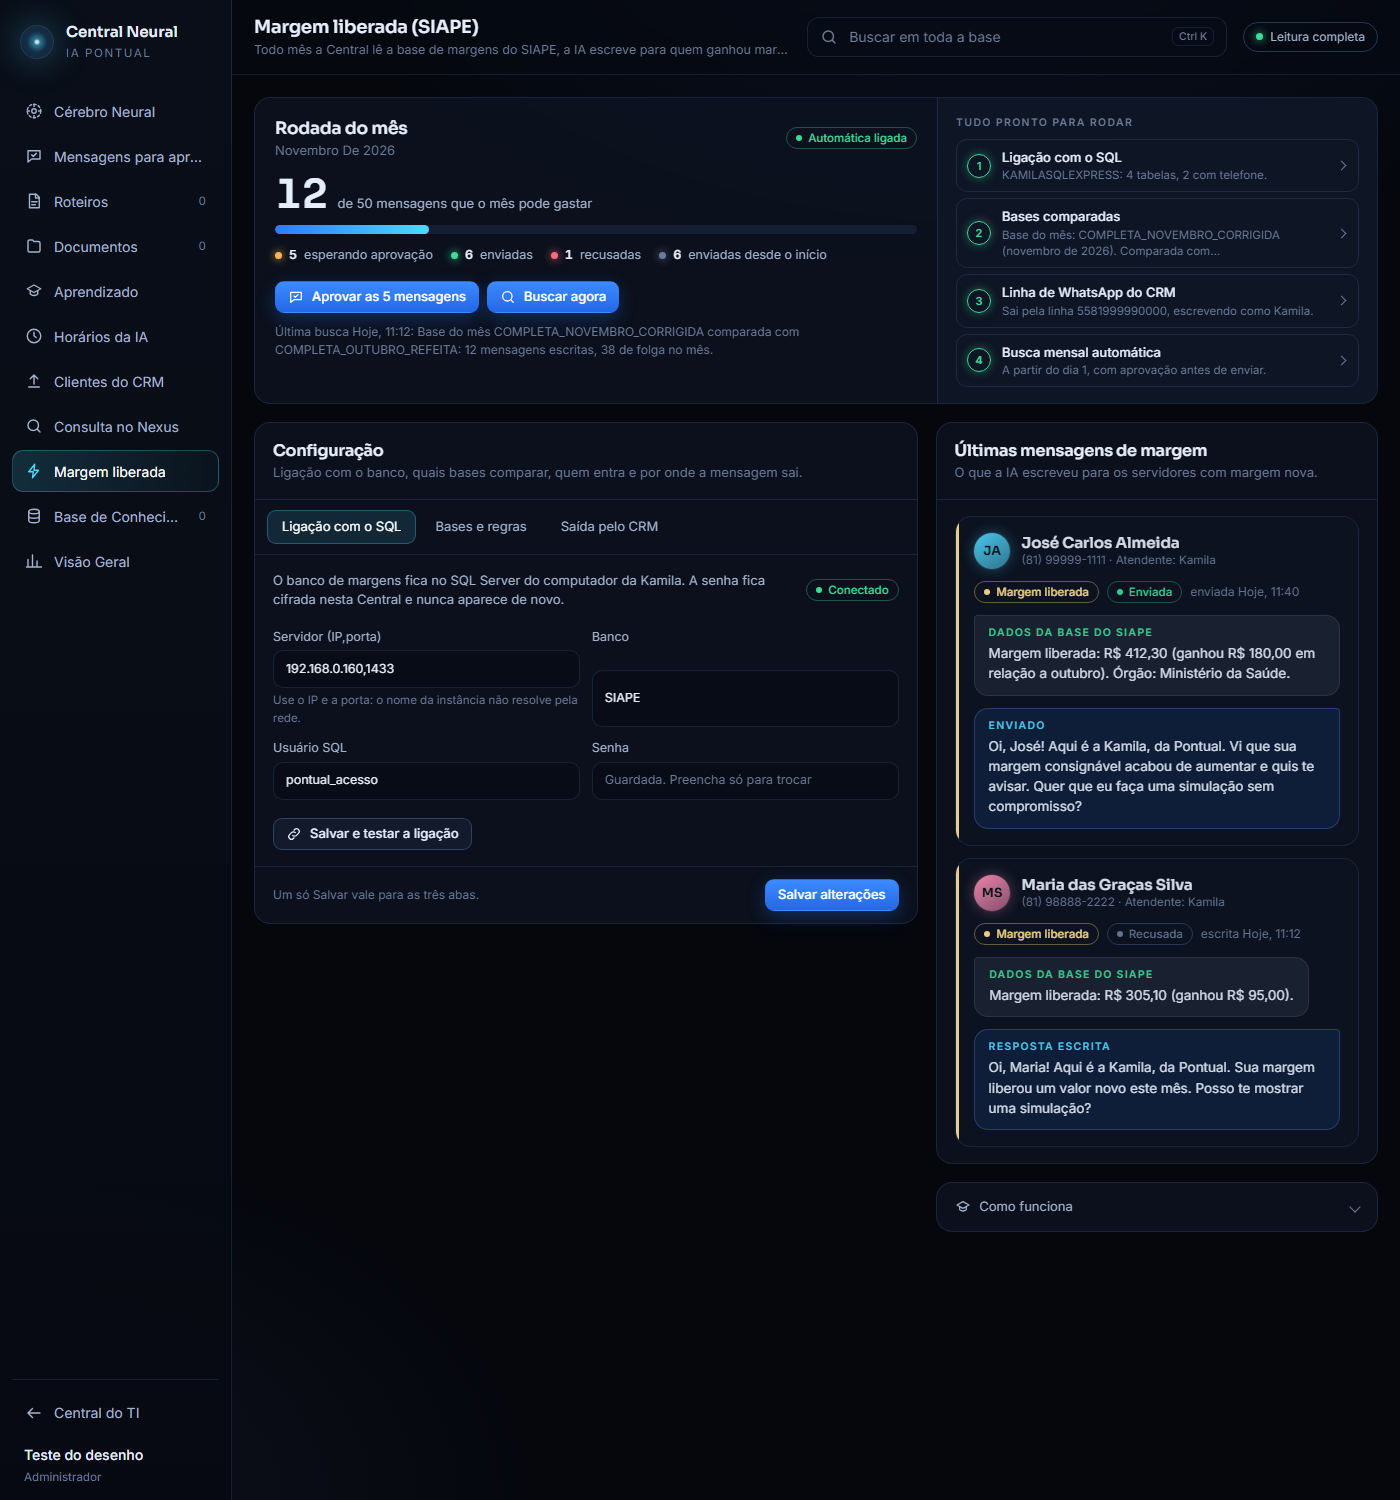 Central Neural
IA PONTUAL
Cérebro Neural
Mensagens para apr...
Roteiros 0
Documentos 0
Aprendizado
Horários da IA
Clientes do CRM
Consulta no Nexus
Margem liberada
Base de Conheci... 0
Visão Geral
Central do TI
Teste do desenho
Administrador
Margem liberada (SIAPE)
Todo mês a Central lê a base de margens do SIAPE, a IA escreve para quem ganhou mar...
Buscar em toda a base Ctrl K
Leitura completa
Rodada do mês
Novembro De 2026
Automática ligada
12 de 50 mensagens que o mês pode gastar
5 esperando aprovação 6 enviadas 1 recusadas 6 enviadas desde o início
Aprovar as 5 mensagens Buscar agora
Última busca Hoje, 11:12: Base do mês COMPLETA_NOVEMBRO_CORRIGIDA comparada com
COMPLETA_OUTUBRO_REFEITA: 12 mensagens escritas, 38 de folga no mês.
TUDO PRONTO PARA RODAR
1 Ligação com o SQL
KAMILASQLEXPRESS: 4 tabelas, 2 com telefone.
2 Bases comparadas
Base do mês: COMPLETA_NOVEMBRO_CORRIGIDA
(novembro de 2026). Comparada com...
3 Linha de WhatsApp do CRM
Sai pela linha 5581999990000, escrevendo como Kamila.
4 Busca mensal automática
A partir do dia 1, com aprovação antes de enviar.
Configuração
Ligação com o banco, quais bases comparar, quem entra e por onde a mensagem sai.
Ligação com o SQL Bases e regras Saída pelo CRM
O banco de margens fica no SQL Server do computador da Kamila. A senha fica
cifrada nesta Central e nunca aparece de novo.
Conectado
Servidor (IP,porta)
192.168.0.160,1433
Use o IP e a porta: o nome da instância não resolve pela
rede.
Banco
SIAPE
Usuário SQL
pontual_acesso
Senha
Guardada. Preencha só para trocar
Salvar e testar a ligação
Um só Salvar vale para as três abas.
Salvar alterações
Últimas mensagens de margem
O que a IA escreveu para os servidores com margem nova.
JA
José Carlos Almeida
(81) 99999-1111 · Atendente: Kamila
Margem liberada Enviada enviada Hoje, 11:40
DADOS DA BASE DO SIAPE
Margem liberada: R$ 412,30 (ganhou R$ 180,00 em
relação a outubro). Órgão: Ministério da Saúde.
ENVIADO
Oi, José! Aqui é a Kamila, da Pontual. Vi que sua
margem consignável acabou de aumentar e quis te
avisar. Quer que eu faça uma simulação sem
compromisso?
MS
Maria das Graças Silva
(81) 98888-2222 · Atendente: Kamila
Margem liberada Recusada escrita Hoje, 11:12
DADOS DA BASE DO SIAPE
Margem liberada: R$ 305,10 (ganhou R$ 95,00).
RESPOSTA ESCRITA
Oi, Maria! Aqui é a Kamila, da Pontual. Sua margem
liberou um valor novo este mês. Posso te mostrar
uma simulação?
Como funciona